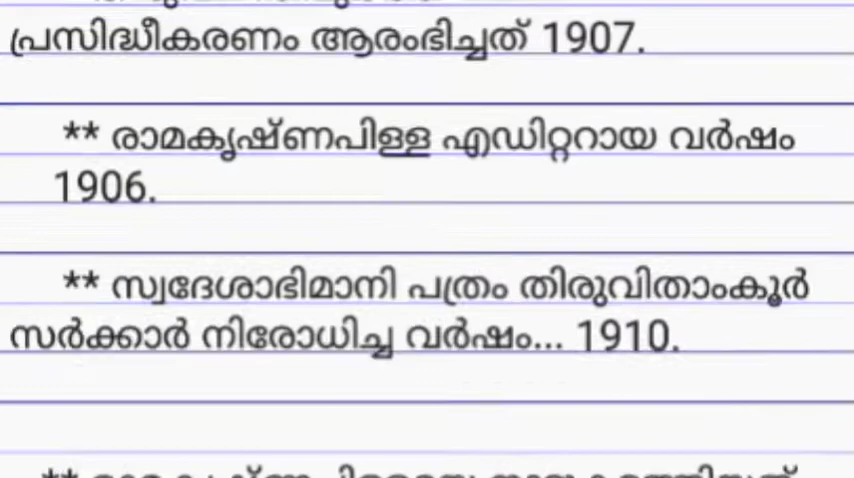 പ്രസിദ്ധീകരണം ആരംഭിച്ചത് 1907.
** രാമകൃഷ്ണപിള്ള എഡിറ്ററായ വർഷം
1906.
** സ്വദേശാഭിമാനി പത്രം തിരുവിതാംകൂർ
സർക്കാർ നിരോധിച്ച വർഷം... 1910.